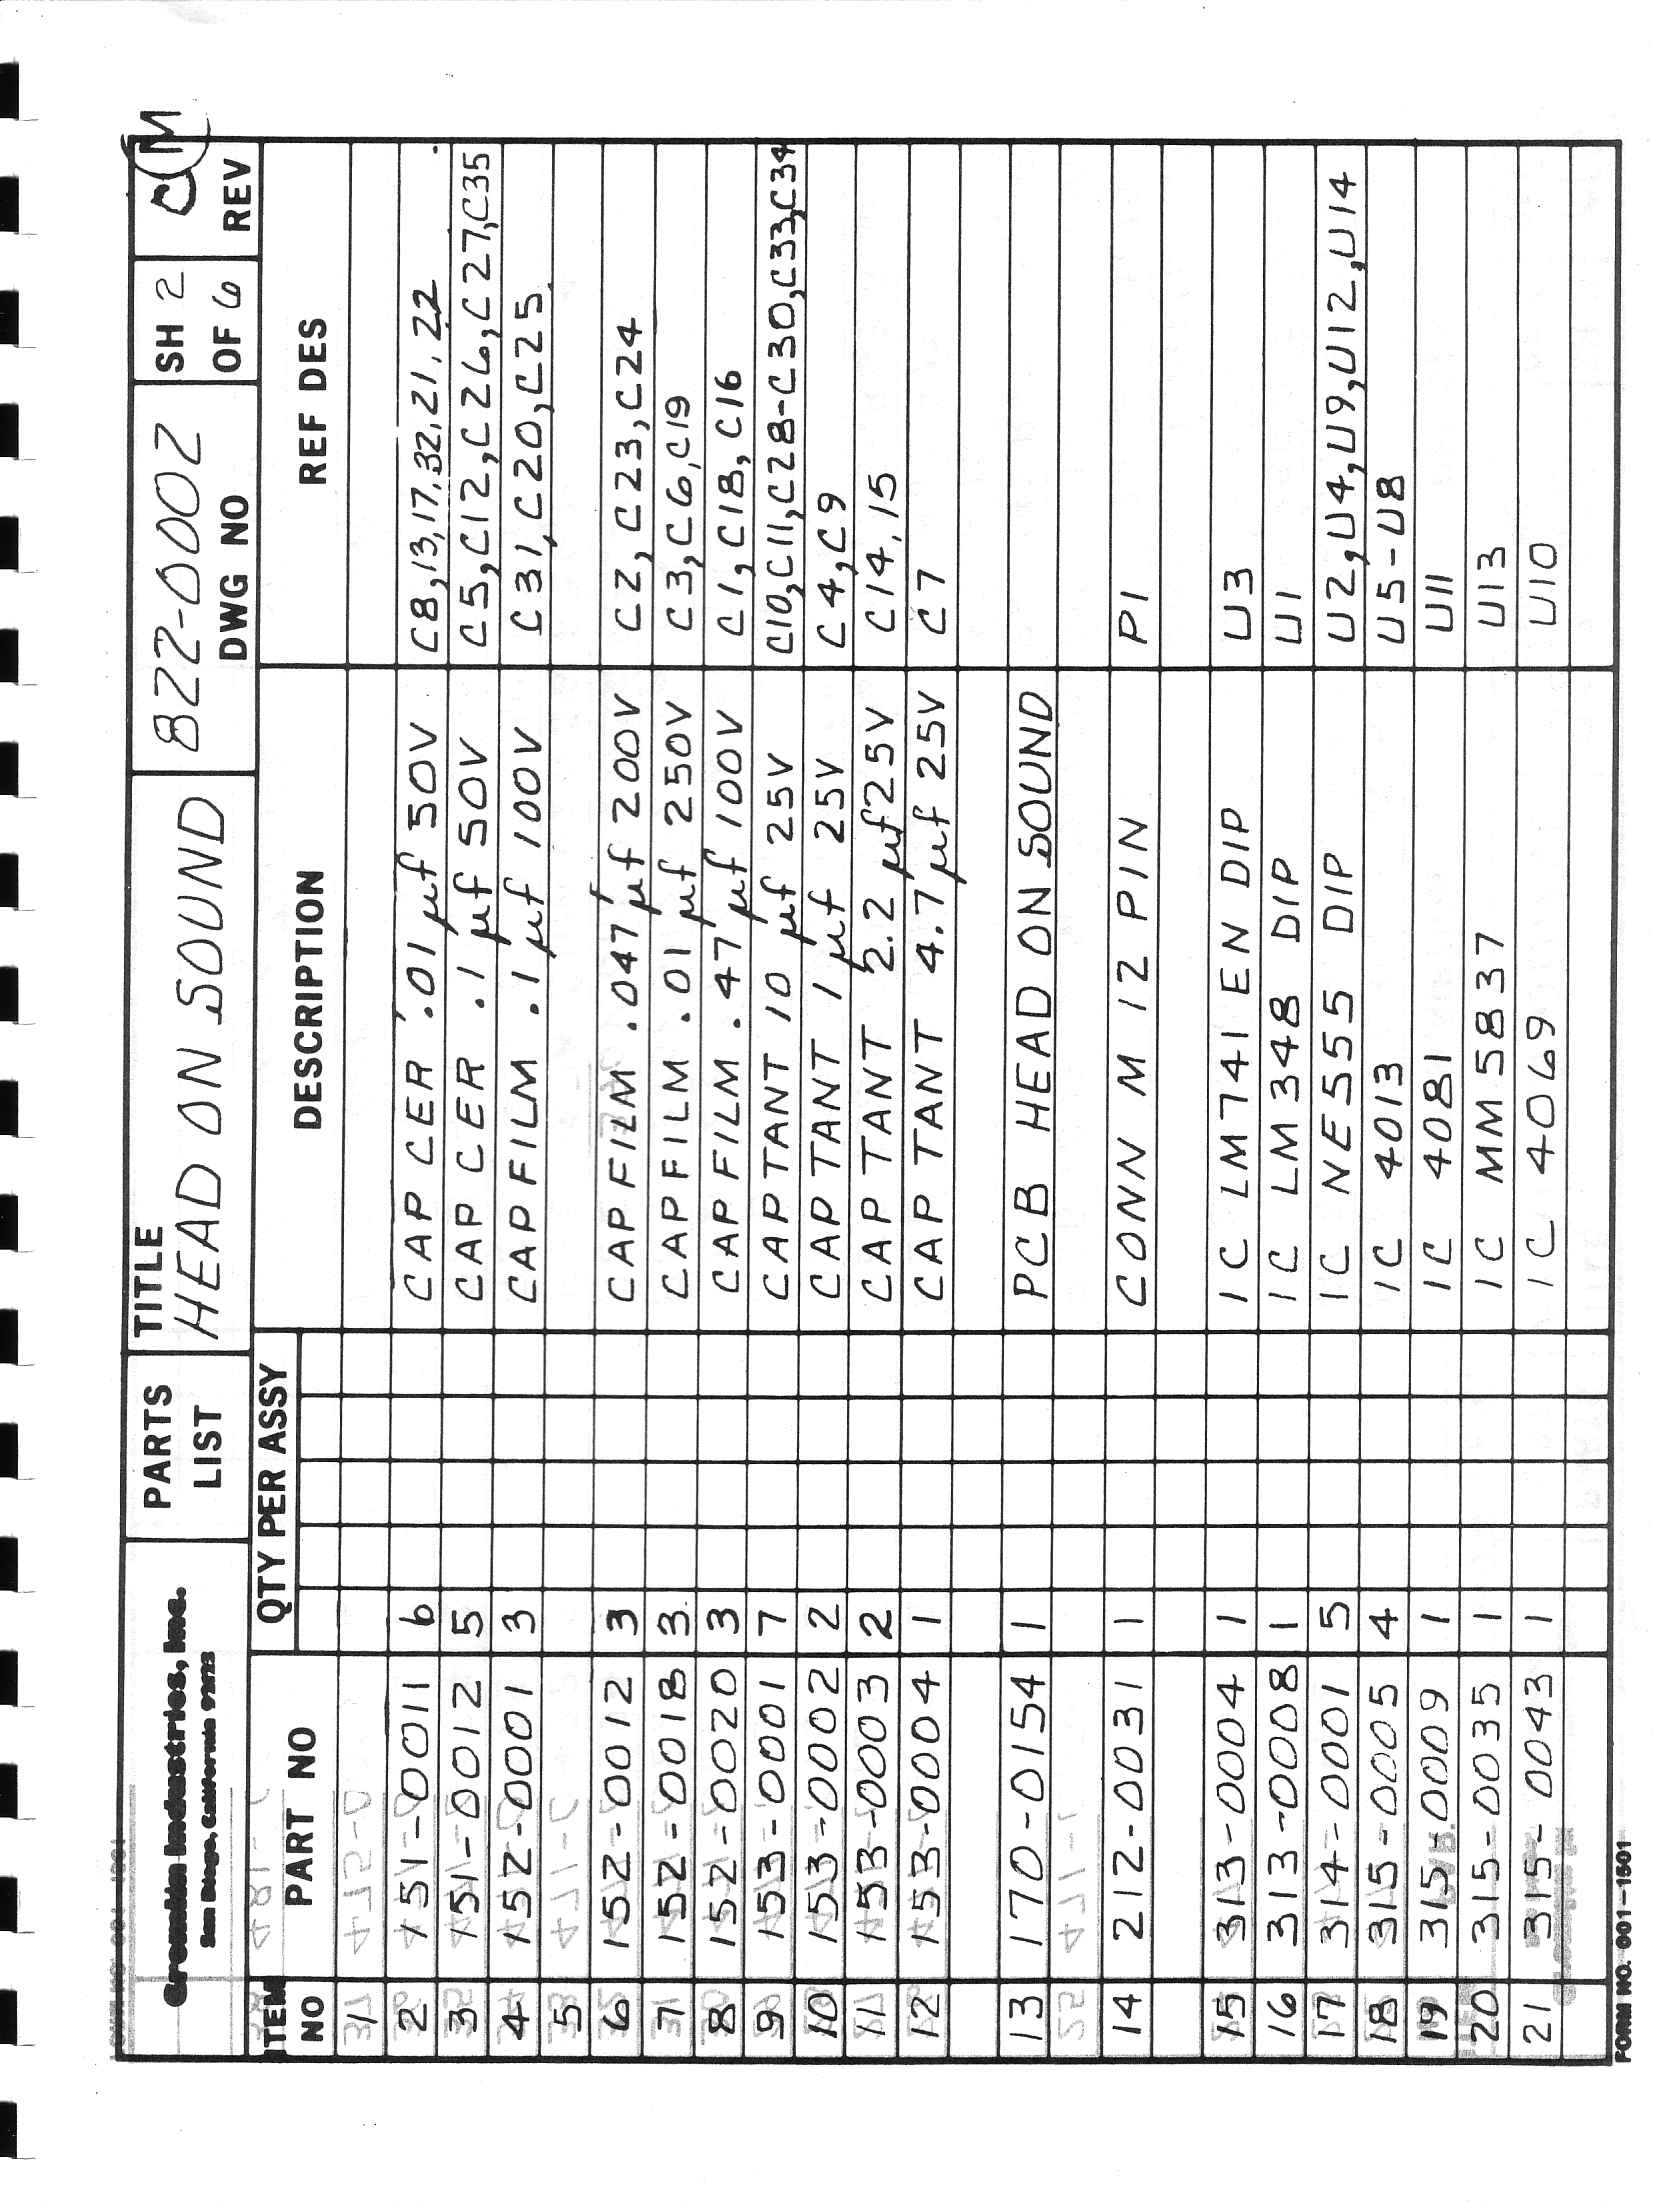 Gremlin Industries, Inc.
San Diego, California 92123
PARTS LIST
TITLE
HEAD ON SOUND
822-0002
DWG NO
SH 2
OF 6
C M
REV
ITEM NO PART NO QTY PER ASSY DESCRIPTION REF DES
1
2 151-0011 6 CAP CER .01 µf 50V C8,13,17,32,21,22
3 151-0012 5 CAP CER .1 µf 50V C5,C12,C26,C27,C35
4 152-0001 3 CAP FILM .1 µf 100V C31,C20,C25
5
6 152-0012 3 CAP FILM .047 µf 200V C2,C23,C24
7 152-0018 3 CAP FILM .01 µf 250V C3,C6,C19
8 152-0020 3 CAP FILM .47 µf 100V C1,C18,C16
9 153-0001 7 CAP TANT 10 µf 25V C10,C11,C28-C30,C33,C34
10 153-0002 2 CAP TANT 1 µf 25V C4,C9
11 153-0003 2 CAP TANT 2.2 µf 25V C14,15
12 153-0004 1 CAP TANT 4.7 µf 25V C7
13 170-0154 1 PCB HEAD ON SOUND
14 212-0031 1 CONN M 12 PIN P1
15 313-0004 1 IC LM741 EN DIP U3
16 313-0008 1 IC LM348 DIP U1
17 314-0001 5 IC NE555 DIP U2,U4,U9,U12,U14
18 315-0005 4 IC 4013 U5-U8
19 315-0009 1 IC 4081 U11
20 315-0035 1 IC MM5837 U13
21 315-0043 1 IC 4069 U10
FORM NO. 001-1501